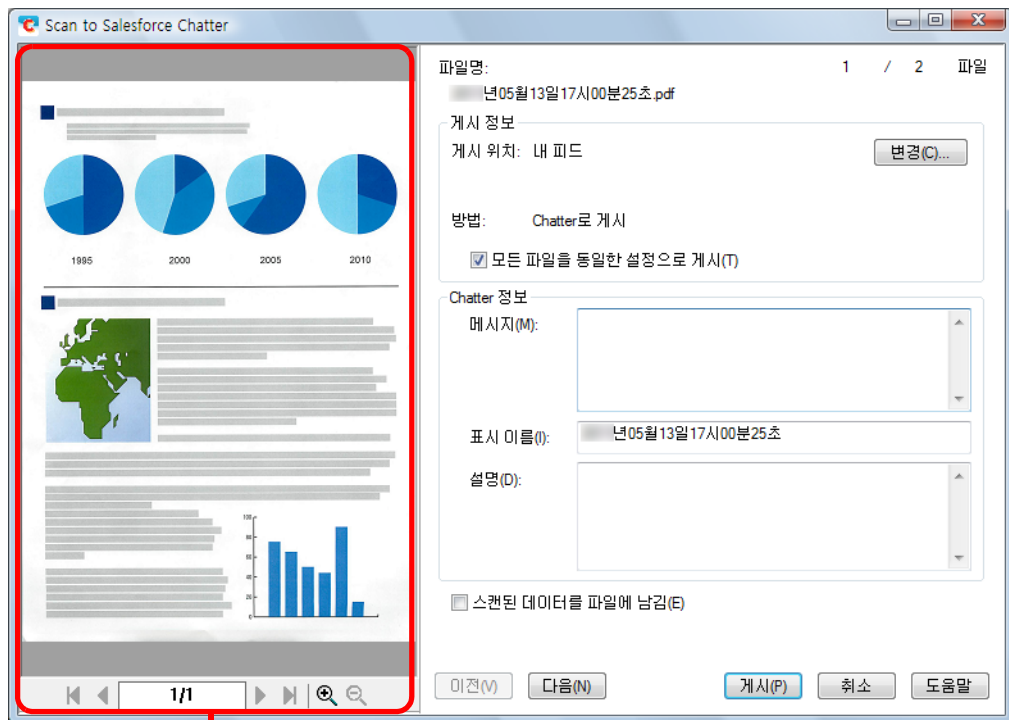 Scan to Salesforce Chatter
1995 2000 2005 2010
100
80
60
40
20
0
1/1
파일명: 1 / 2 파일
년05월13일17시00분25초.pdf
게시 정보
게시 위치: 내 피드 변경(C)...
방법: Chatter로 게시
모든 파일을 동일한 설정으로 게시(T)
Chatter 정보
메시지(M):
표시 이름(I): 년05월13일17시00분25초
설명(D):
스캔된 데이터를 파일에 남김(E)
이전(V) 다음(N) 게시(P) 취소 도움말